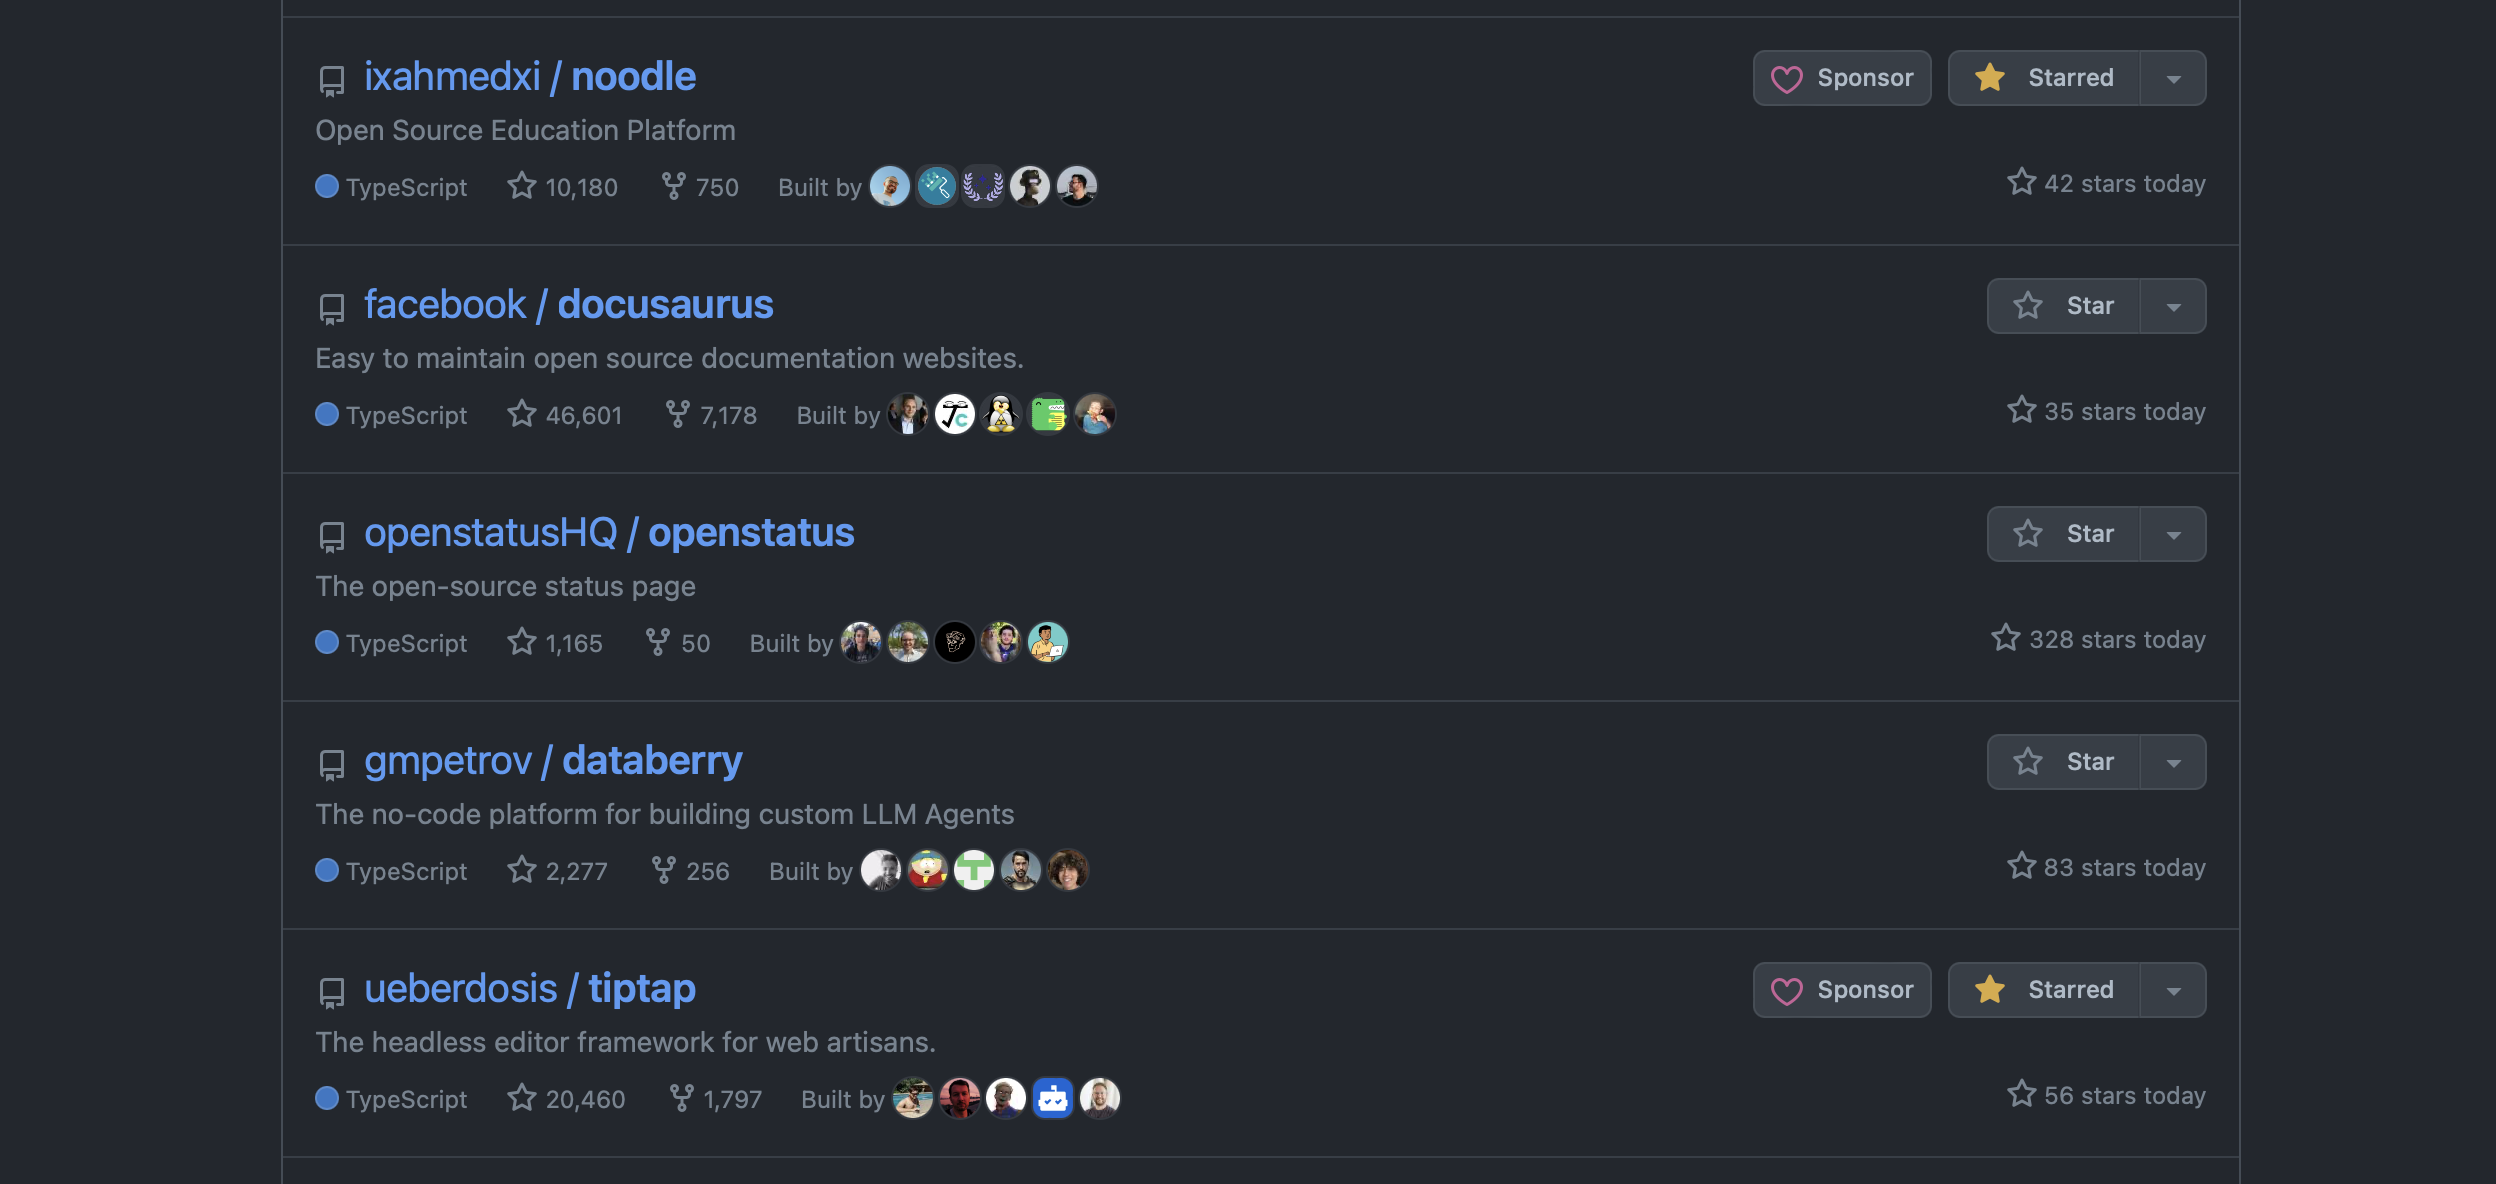 ixahmedxi / noodle
Sponsor
Starred
Open Source Education Platform
TypeScript 10,180 750 Built by
42 stars today
facebook / docusaurus
Star
Easy to maintain open source documentation websites.
TypeScript 46,601 7,178 Built by
35 stars today
openstatusHQ / openstatus
Star
The open-source status page
TypeScript 1,165 50 Built by
328 stars today
gmpetrov / databerry
Star
The no-code platform for building custom LLM Agents
TypeScript 2,277 256 Built by
83 stars today
ueberdosis / tiptap
Sponsor
Starred
The headless editor framework for web artisans.
TypeScript 20,460 1,797 Built by
56 stars today